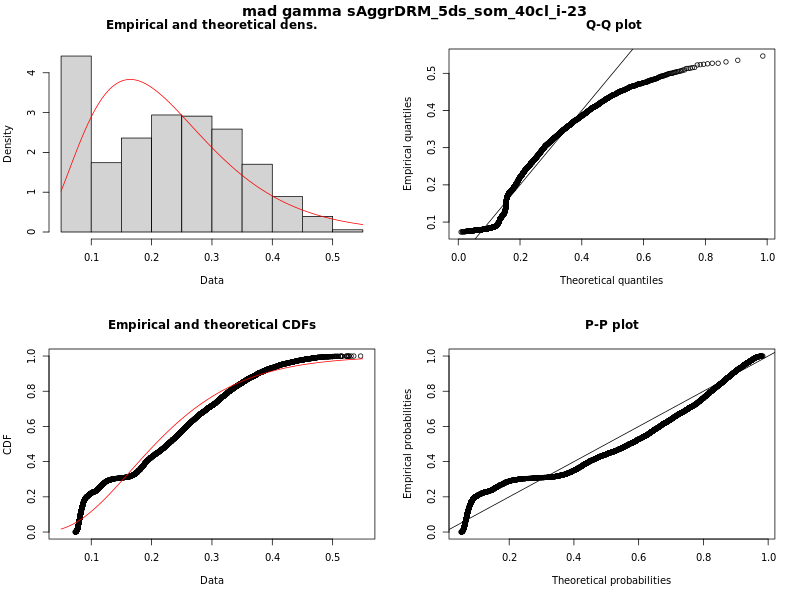 mad gamma sAggrDRM_5ds_som_40cl_i-23
Empirical and theoretical dens.
Density
0 1 2 3 4
0.1 0.2 0.3 0.4 0.5
Data
Q-Q plot
Empirical quantiles
0.1 0.2 0.3 0.4 0.5
0.0 0.2 0.4 0.6 0.8 1.0
Theoretical quantiles
Empirical and theoretical CDFs
CDF
0.0 0.2 0.4 0.6 0.8 1.0
0.1 0.2 0.3 0.4 0.5
Data
P-P plot
Empirical probabilities
0.0 0.2 0.4 0.6 0.8 1.0
0.2 0.4 0.6 0.8 1.0
Theoretical probabilities